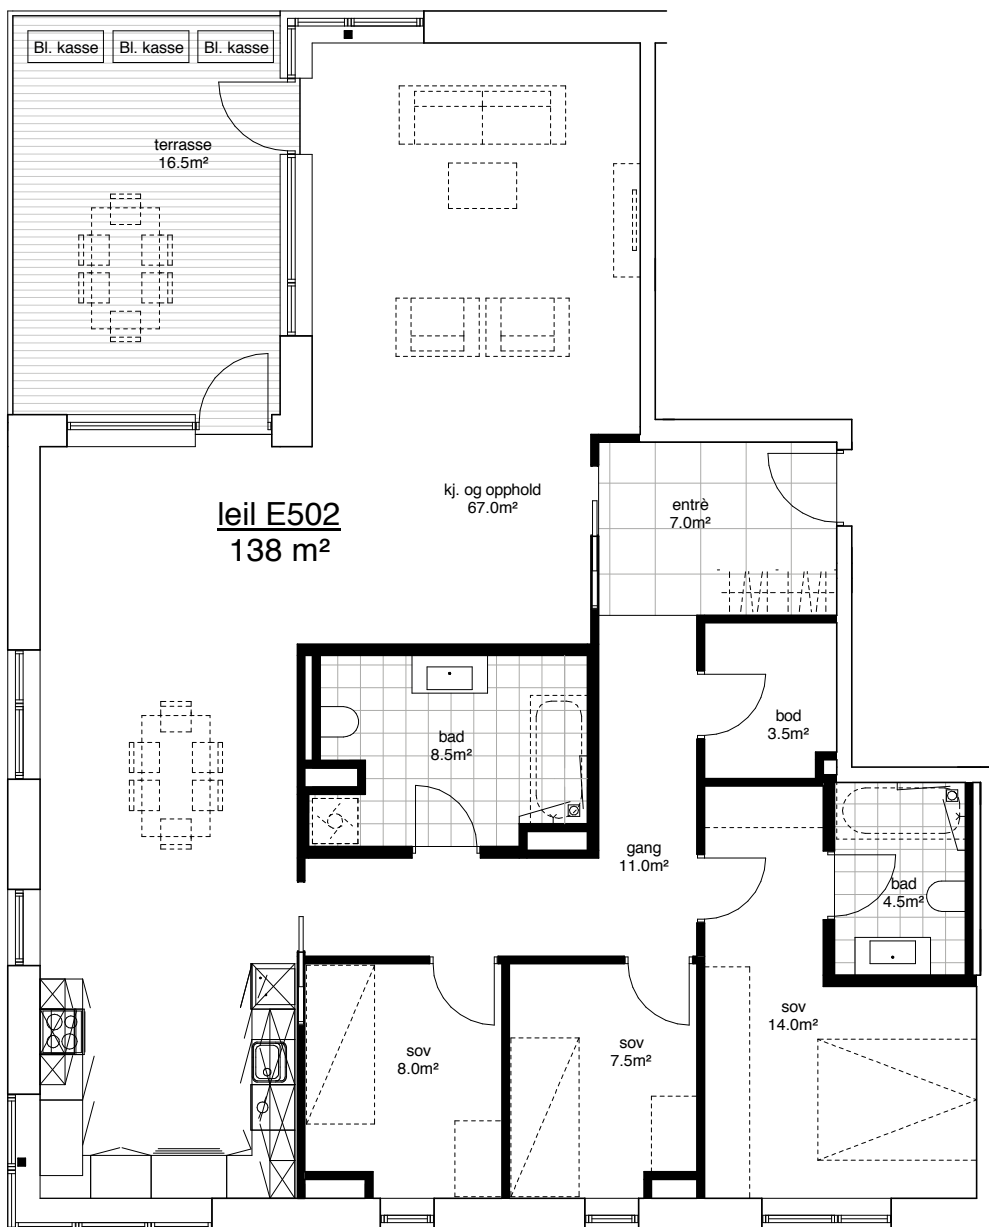 Bl. kasse Bl. kasse Bl. kasse
terrasse
16.5m²
kj. og opphold
67.0m²
entrè
7.0m²
leil E502
138 m²
bod
3.5m²
bad
8.5m²
gang
11.0m²
bad
4.5m²
sov
14.0m²
sov
8.0m²
sov
7.5m²